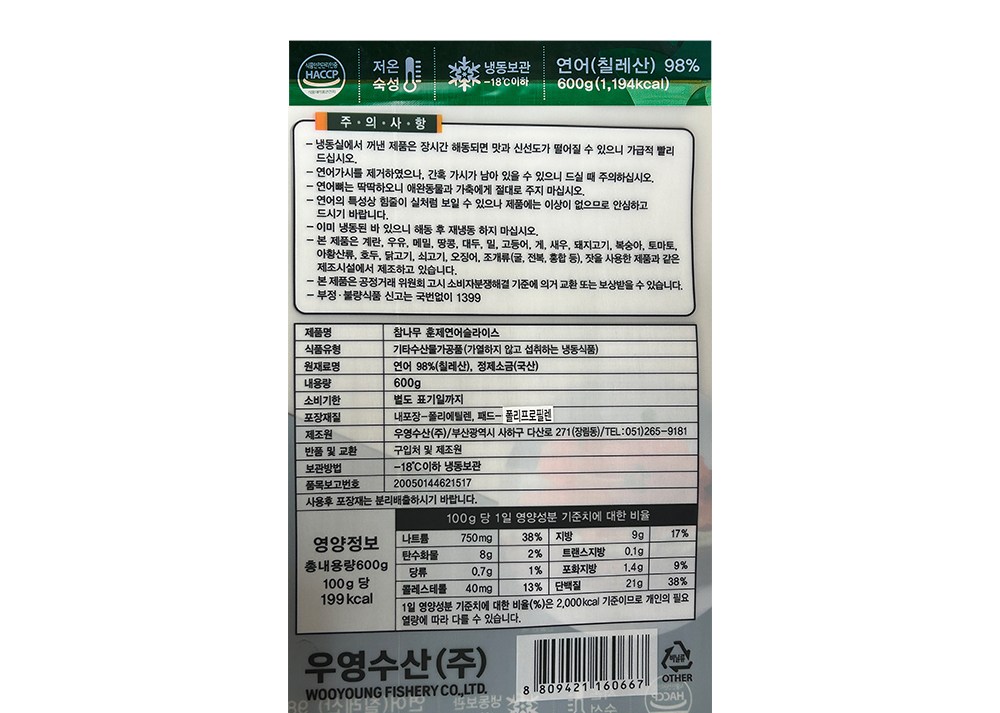 HACCP
저온
숙성
냉동보관
-18℃이하
연어(칠레산) 98%
600g(1,194kcal)
주·의·사·항
- 냉동실에서 꺼낸 제품은 장시간 해동되면 맛과 신선도가 떨어질 수 있으니 가급적 빨리
드십시오.
- 연어가시를 제거하였으나, 간혹 가시가 남아 있을 수 있으니 드실 때 주의하십시오.
- 연어뼈는 딱딱하오니 애완동물과 가축에게 절대로 주지 마십시오.
- 연어의 특성상 힘줄이 실처럼 보일 수 있으나 제품에는 이상이 없으므로 안심하고
드시기 바랍니다.
- 이미 냉동된 바 있으니 해동 후 재냉동 하지 마십시오.
- 본 제품은 계란, 우유, 메밀, 땅콩, 대두, 밀, 고등어, 게, 새우, 돼지고기, 복숭아, 토마토,
아황산류, 호두, 닭고기, 쇠고기, 오징어, 조개류(굴, 전복, 홍합 등), 잣을 사용한 제품과 같은
제조시설에서 제조하고 있습니다.
- 본 제품은 공정거래 위원회 고시 소비자분쟁해결 기준에 의거 교환 또는 보상받을 수 있습니다.
- 부정·불량식품 신고는 국번없이 1399
제품명 참나무 훈제연어슬라이스
식품유형 기타수산물가공품(가열하지 않고 섭취하는 냉동식품)
원재료명 연어 98%(칠레산), 정제소금(국산)
내용량 600g
소비기한 별도 표기일까지
포장재질 내포장-폴리에틸렌, 패드- 폴리프로필렌
제조원 우영수산(주)/부산광역시 사하구 다산로 271(장림동)/TEL:051)265-9181
반품 및 교환 구입처 및 제조원
보관방법 -18℃이하 냉동보관
품목보고번호 20050144621517
사용후 포장재는 분리배출하시기 바랍니다.
영양정보
총내용량600g
100g 당
199kcal
100g 당 1일 영양성분 기준치에 대한 비율
나트륨 750mg 38% 지방 9g 17%
탄수화물 8g 2% 트랜스지방 0.1g
당류 0.7g 1% 포화지방 1.4g 9%
콜레스테롤 40mg 13% 단백질 21g 38%
1일 영양성분 기준치에 대한 비율(%)은 2,000kcal 기준이므로 개인의 필요
열량에 따라 다를 수 있습니다.
우영수산(주)
WOOYOUNG FISHERY CO.,LTD.
8 809421 160667
비닐류
OTHER